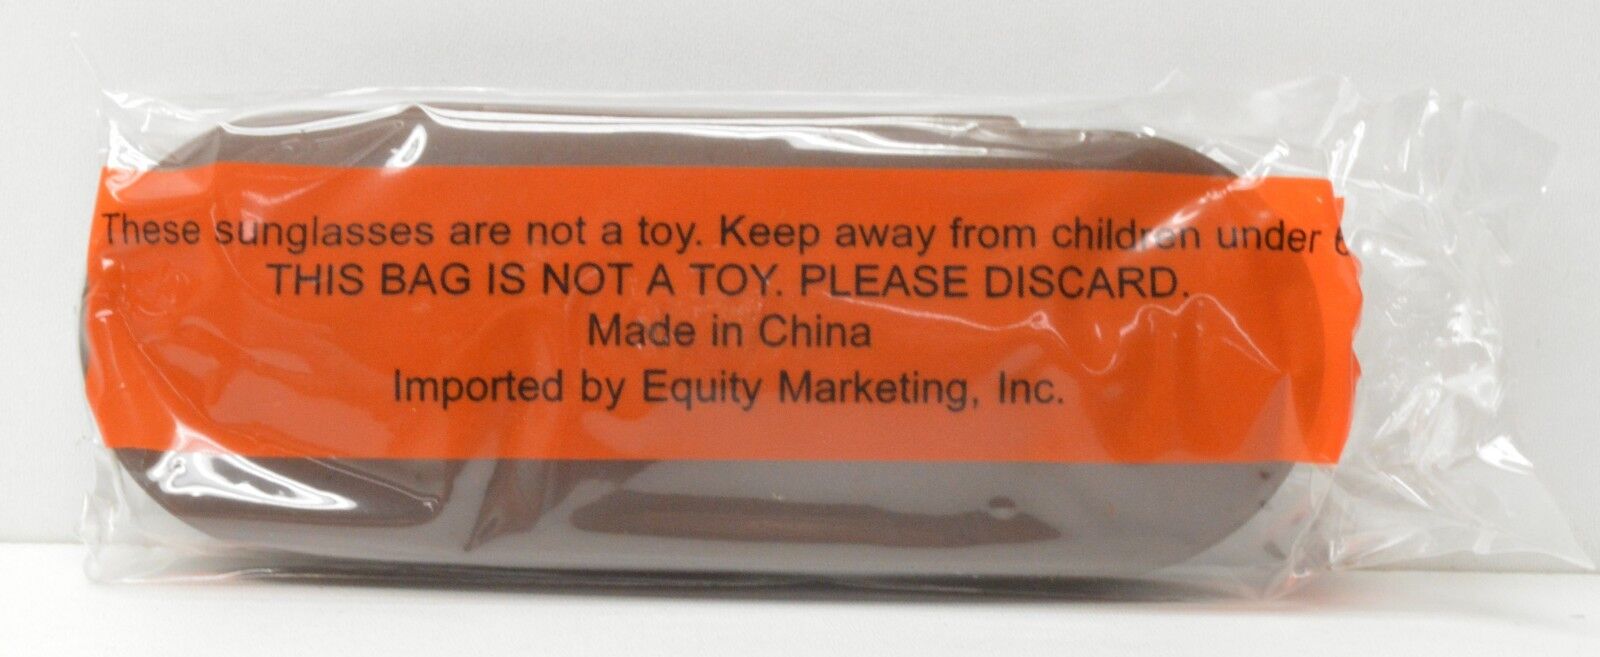 These sunglasses are not a toy. Keep away from children under 6
THIS BAG IS NOT A TOY. PLEASE DISCARD.
Made in China
Imported by Equity Marketing, Inc.